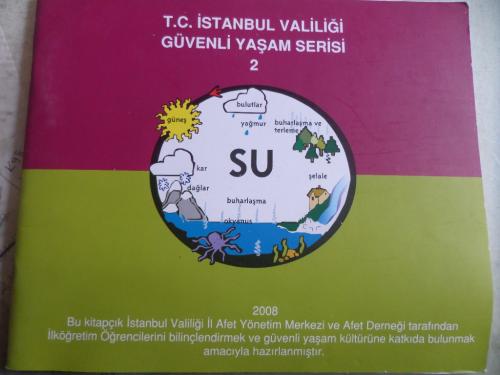 T.C. İSTANBUL VALİLİĞİ
GÜVENLİ YAŞAM SERİSİ
2
bulutlar
güneş
yağmur
buharlaşma ve
terleme
SU
kar
şelale
dağlar
buharlaşma
okyanus
2008
Bu kitapçık İstanbul Valiliği İl Afet Yönetim Merkezi ve Afet Derneği tarafından
İlköğretim Öğrencilerini bilinçlendirmek ve güvenli yaşam kültürüne katkıda bulunmak
amacıyla hazırlanmıştır.